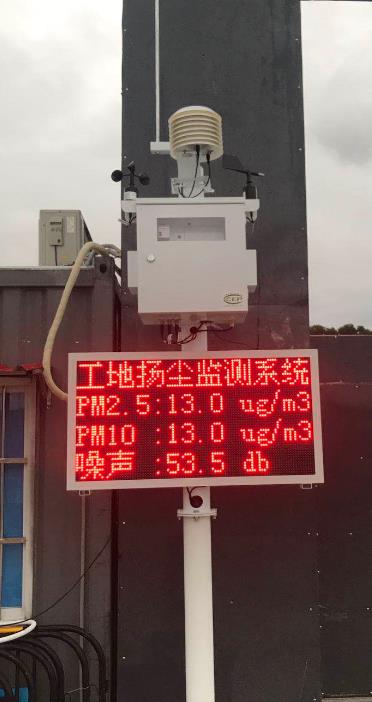 工地扬尘监测系统
PM2.5:13.0 ug/m3
PM10 :13.0 ug/m3
噪声 :53.5 db